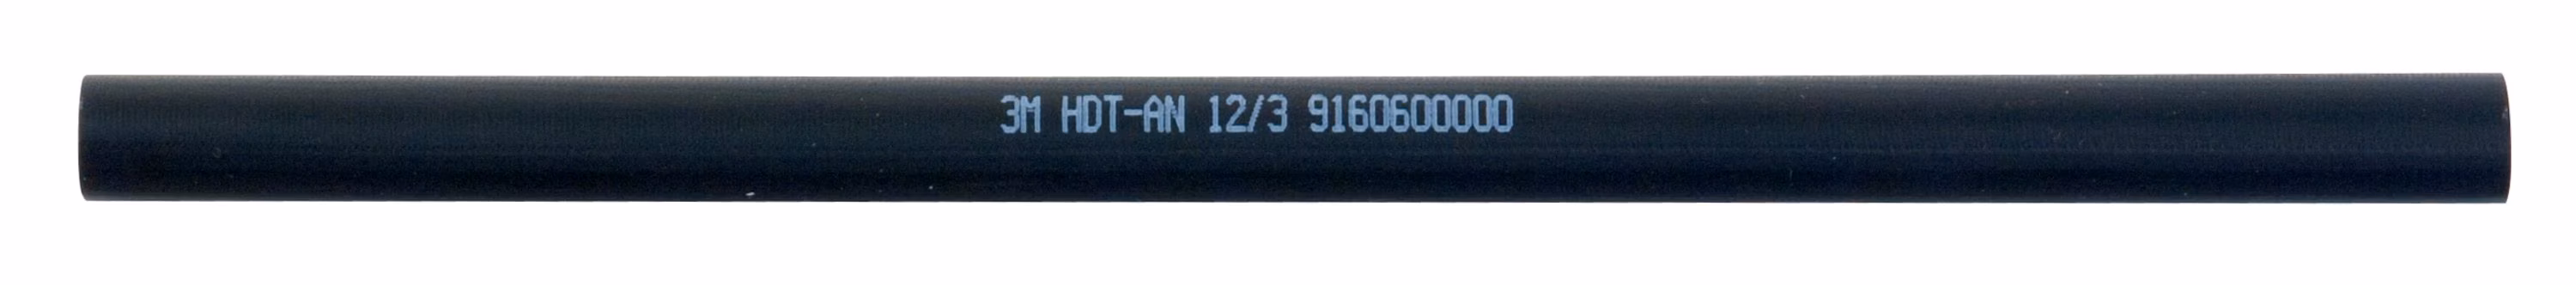 3M HDT-AN 12/3 9160600000